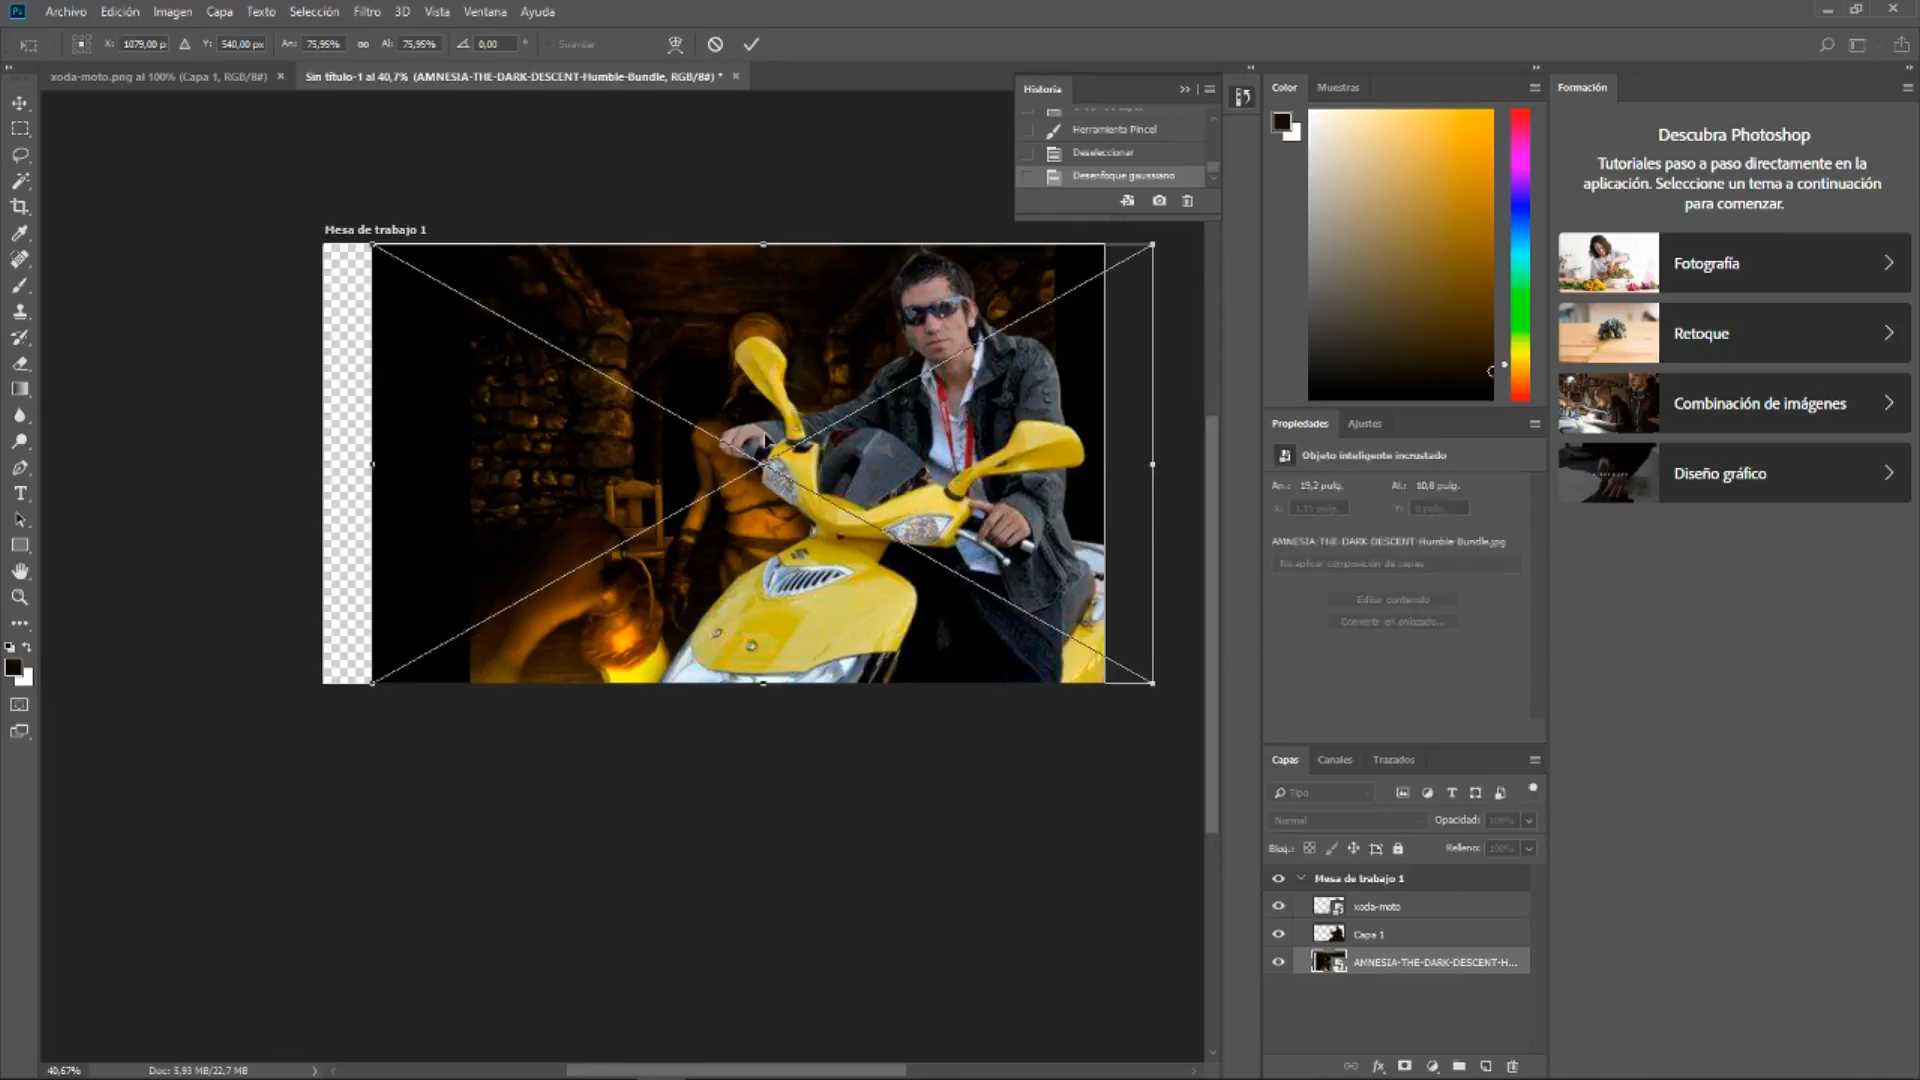 Ps Archivo Edición Imagen Capa Texto Selección Filtro 3D Vista Ventana Ayuda
X: 1079,00 p Y: 540,00 px An: 75,95% Al: 75,95% 0,00 ° Suavizar
xoda-moto.png al 100% (Capa 1, RGB/8#) × Sin título-1 al 40,7% (AMNESIA-THE-DARK-DESCENT-Humble-Bundle, RGB/8#) * ×
Historia
Herramienta Pincel
Deseleccionar
Desenfoque gaussiano
Mesa de trabajo 1
Color Muestras
Propiedades Ajustes
Objeto inteligente incrustado
An.: 19,2 pulg. Al.: 10,8 pulg.
X: Y: 0 pulg.
AMNESIA-THE-DARK-DESCENT-Humble-Bundle.jpg
No aplicar composición de capas
Editar contenido
Convertir en enlazado...
Capas Canales Trazados
Tipo
Normal Opacidad: 100%
Bloq.: Relleno: 100%
Mesa de trabajo 1
xoda-moto
Capa 1
AMNESIA-THE-DARK-DESCENT-H...
Formación
Descubra Photoshop
Tutoriales paso a paso directamente en la
aplicación. Seleccione un tema a continuación
para comenzar.
Fotografía
Retoque
Combinación de imágenes
Diseño gráfico
T
40,67% Doc: 5,93 MB/22,7 MB